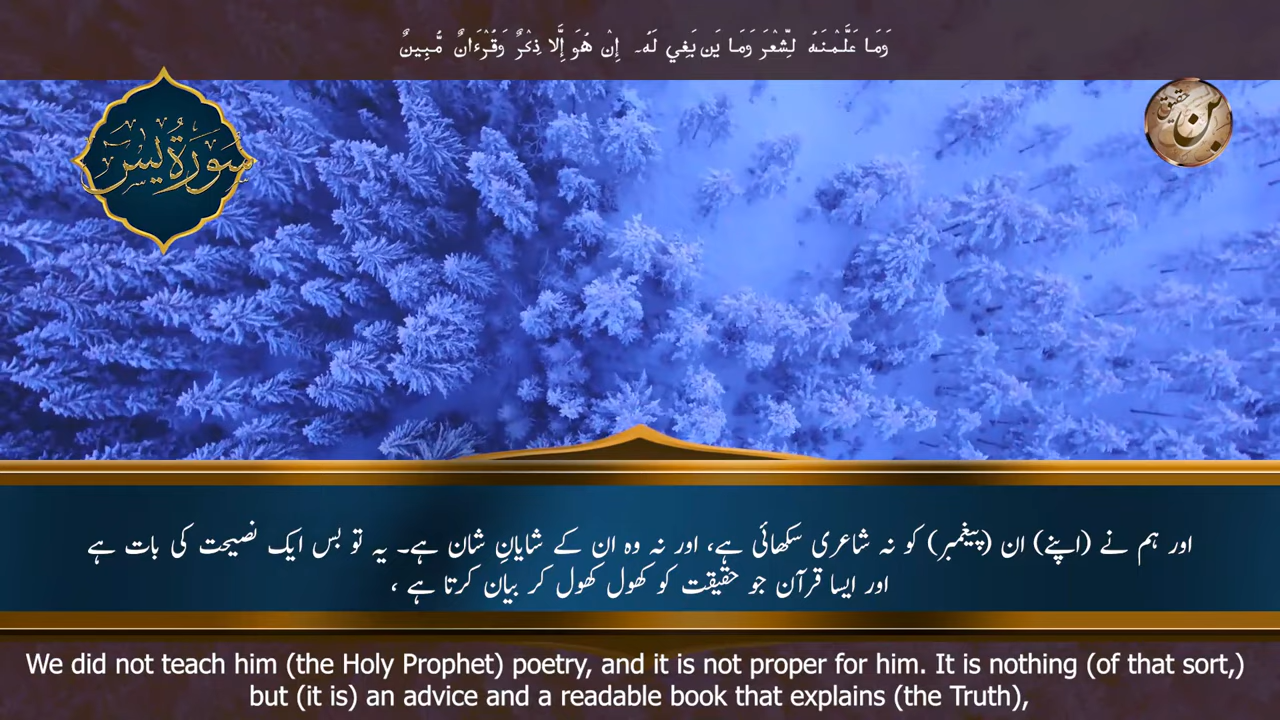 وَمَا عَلَّمْنَـٰهُ لشِّعْرَ وَمَا يَنۢبَغِي لَهُۥٓ ۚ إِنْ هُوَ إِلَّا ذِكْرٌ وَقُرْءَانٌ مُّبِينٌ
سُورَةُ يٰسٓ
حقیق
اور ہم نے (اپنے) ان (پیغمبر) کو نہ شاعری سکھائی ہے، اور نہ وہ ان کے شایانِ شان ہے۔ یہ تو بس ایک نصیحت کی بات ہے
اور ایسا قرآن جو حقیقت کو کھول کھول کر بیان کرتا ہے ،
We did not teach him (the Holy Prophet) poetry, and it is not proper for him. It is nothing (of that sort,)
but (it is) an advice and a readable book that explains (the Truth),